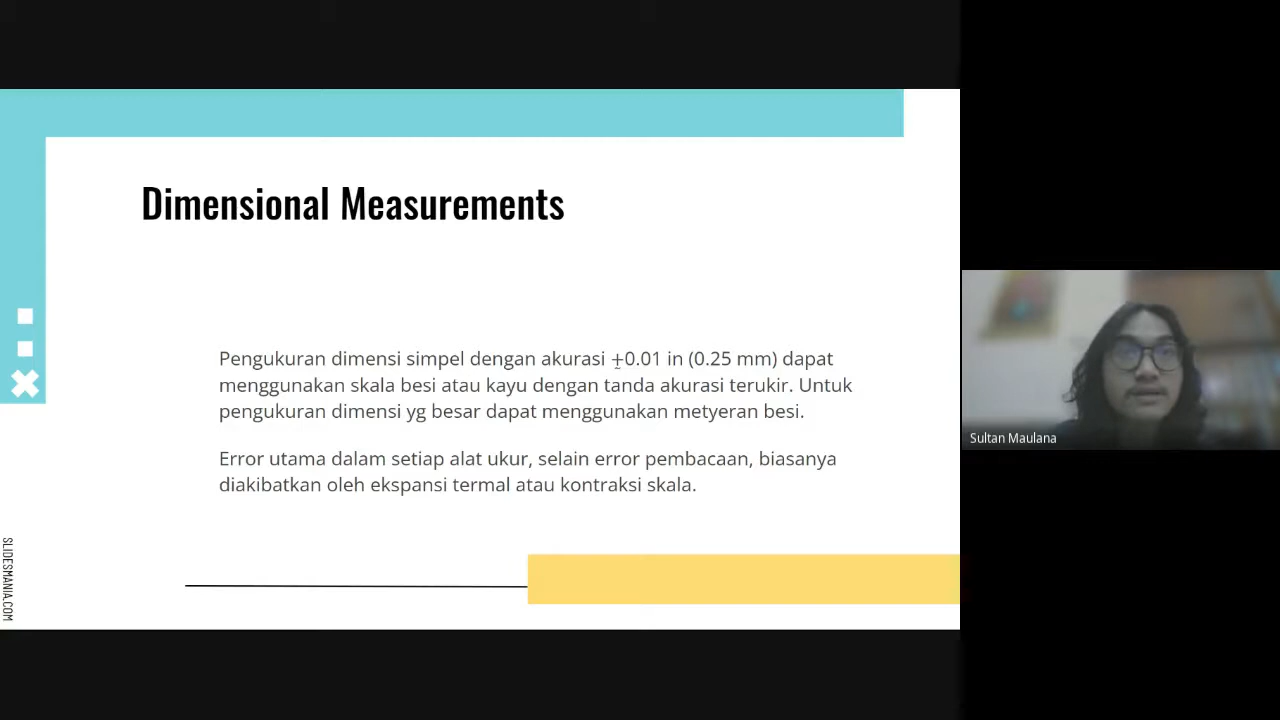 Dimensional Measurements
Pengukuran dimensi simpel dengan akurasi +0.01 in (0.25 mm) dapat
menggunakan skala besi atau kayu dengan tanda akurasi terukir. Untuk
pengukuran dimensi yg besar dapat menggunakan metyeran besi.
Error utama dalam setiap alat ukur, selain error pembacaan, biasanya
diakibatkan oleh ekspansi termal atau kontraksi skala.
SLIDESMANIA.COM
Sultan Maulana